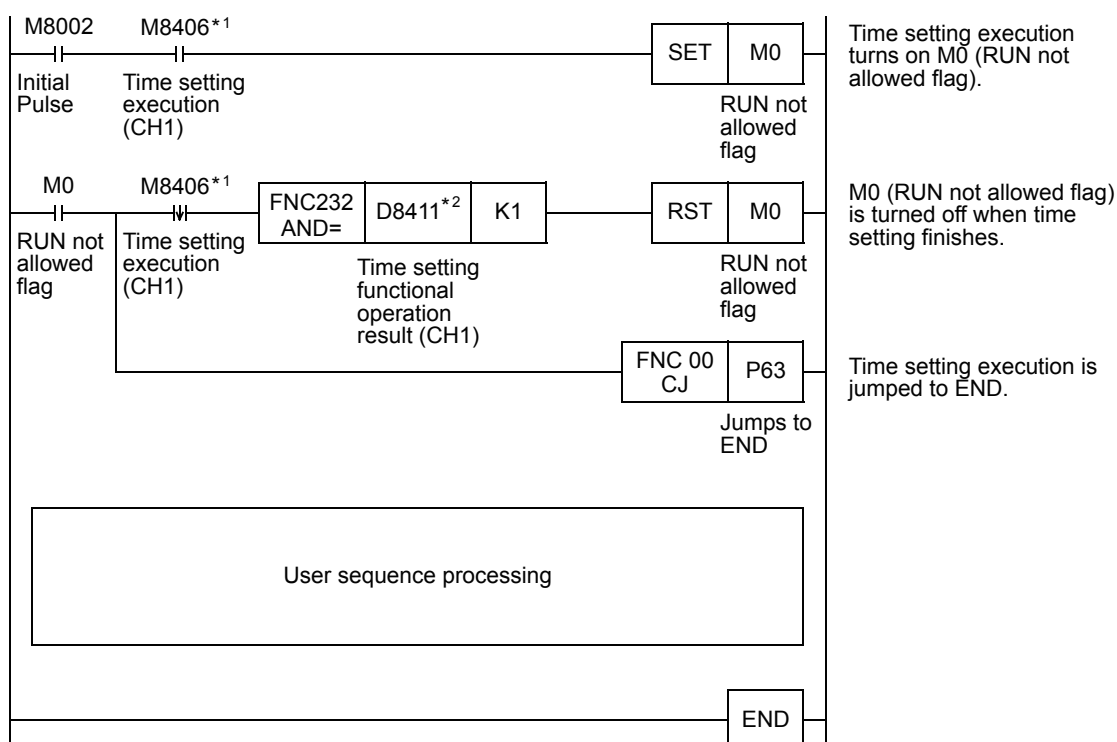 M8002 M8406*1
SET M0
Initial
Pulse
Time setting
execution
(CH1)
RUN not
allowed
flag
Time setting execution
turns on M0 (RUN not
allowed flag).
M0 M8406*1
FNC232
AND=
D8411*2
K1
RST M0
RUN not
allowed
flag
Time setting
execution
(CH1)
Time setting
functional
operation
result (CH1)
RUN not
allowed
flag
M0 (RUN not allowed flag)
is turned off when time
setting finishes.
FNC 00
CJ
P63
Jumps to
END
Time setting execution is
jumped to END.
User sequence processing
END